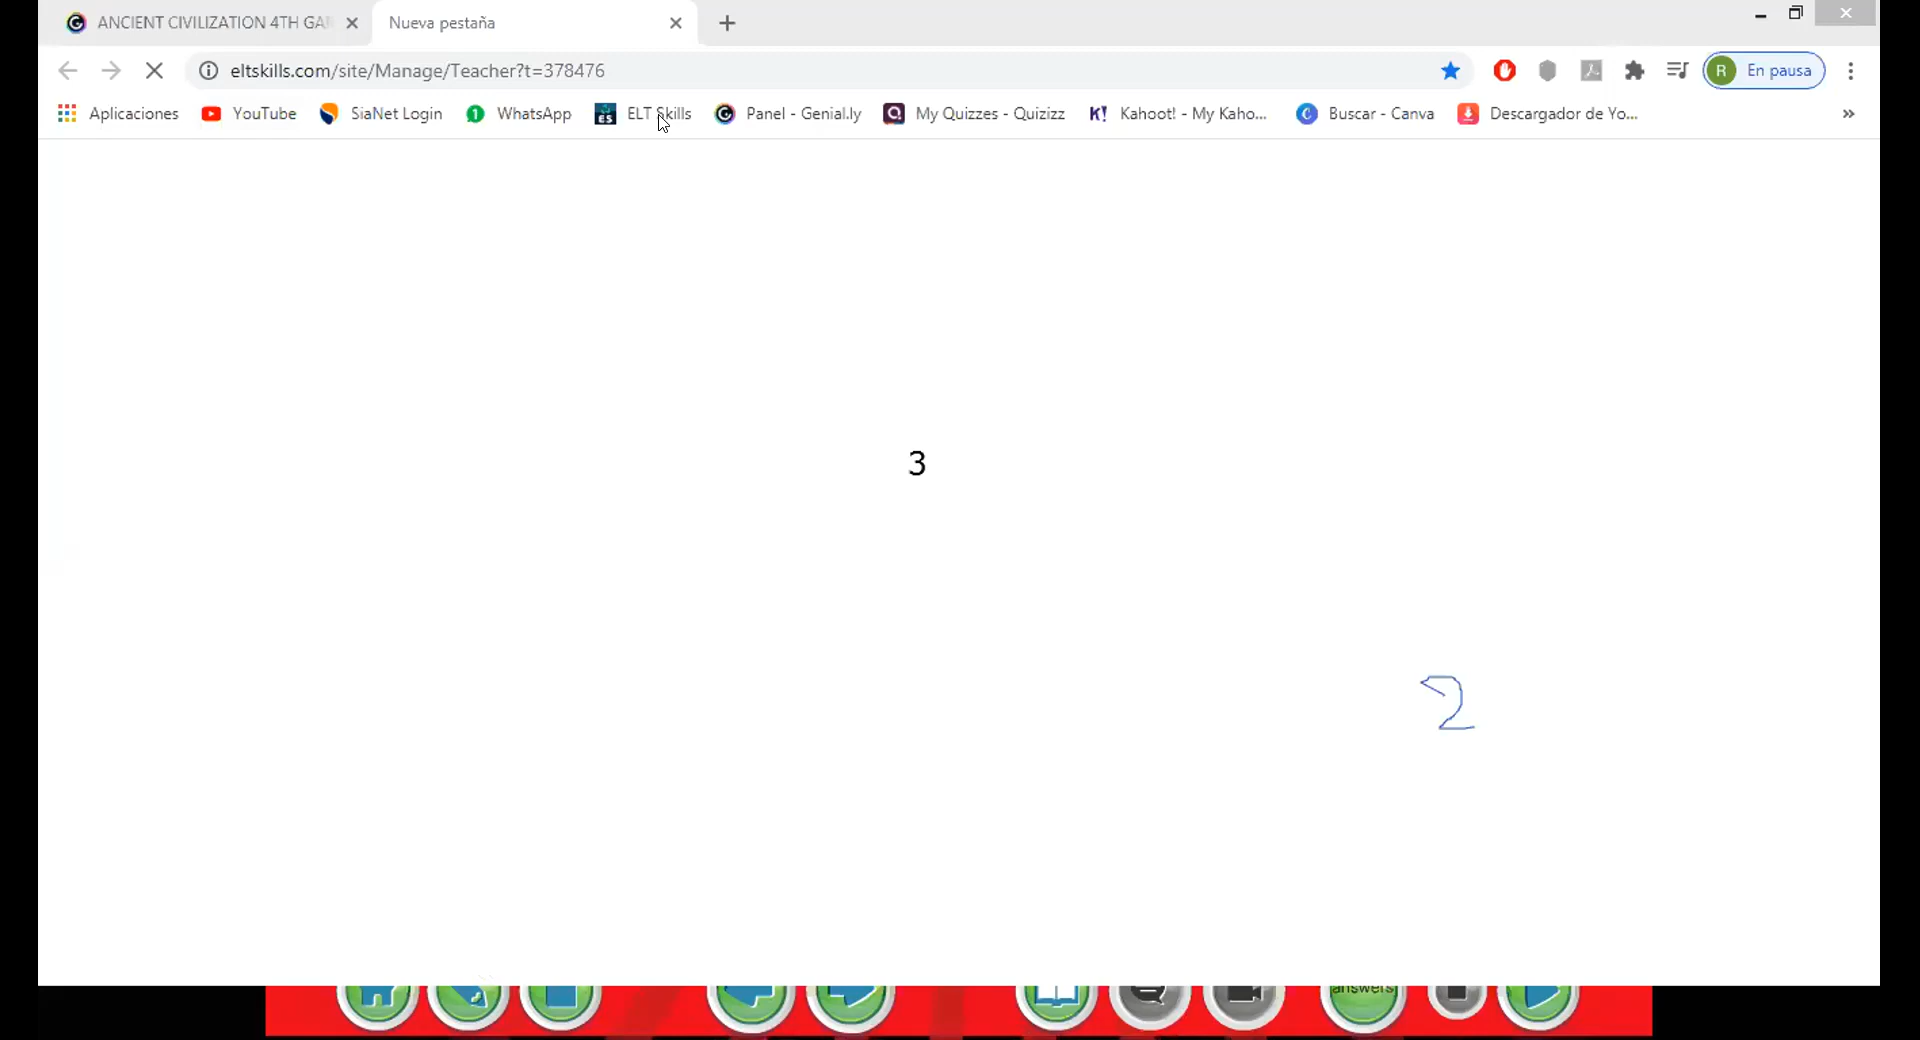 ANCIENT CIVILIZATION 4TH GA
Nueva pestaña
eltskills.com/site/Manage/Teacher?t=378476
R En pausa
Aplicaciones YouTube SiaNet Login 1 WhatsApp ES ELT Skills Panel - Genial.ly Q My Quizzes - Quizizz K! Kahoot! - My Kaho... C Buscar - Canva Descargador de Yo... »
3
2
answers